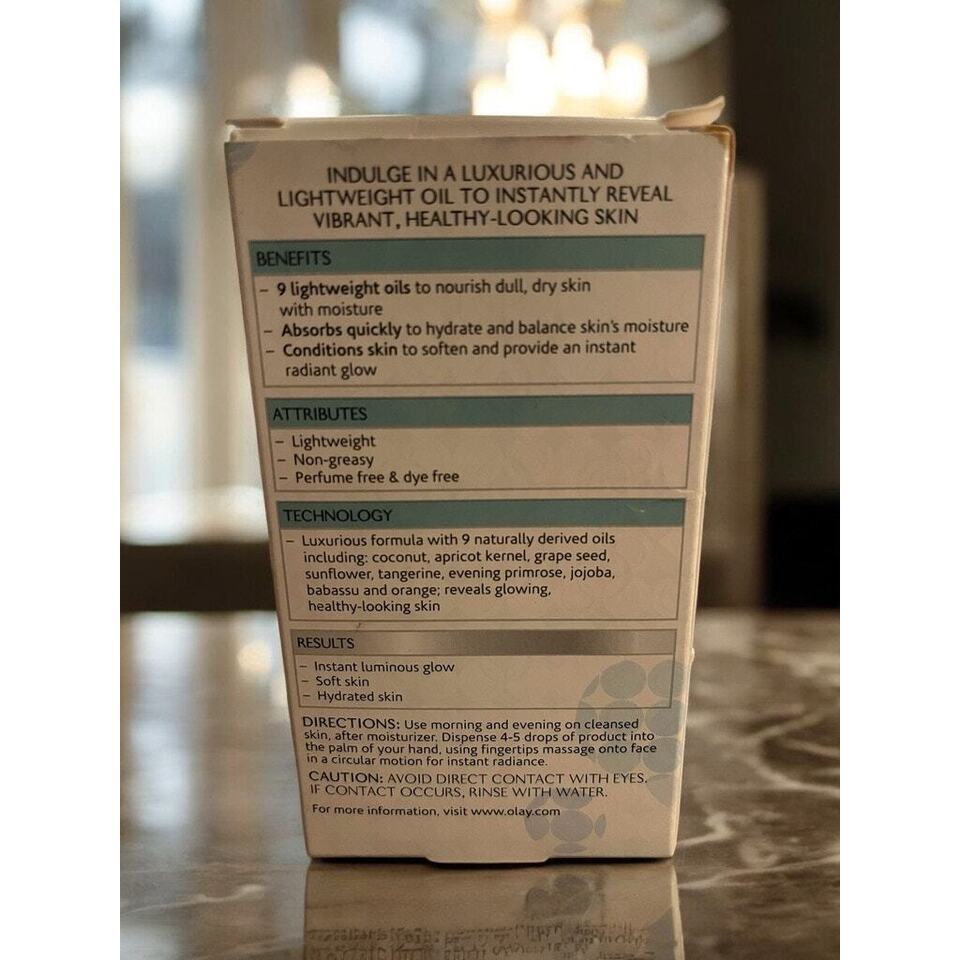 INDULGE IN A LUXURIOUS AND
LIGHTWEIGHT OIL TO INSTANTLY REVEAL
VIBRANT, HEALTHY-LOOKING SKIN
BENEFITS
– 9 lightweight oils to nourish dull, dry skin
with moisture
– Absorbs quickly to hydrate and balance skin's moisture
– Conditions skin to soften and provide an instant
radiant glow
ATTRIBUTES
– Lightweight
– Non-greasy
– Perfume free & dye free
TECHNOLOGY
– Luxurious formula with 9 naturally derived oils
including: coconut, apricot kernel, grape seed,
sunflower, tangerine, evening primrose, jojoba,
babassu and orange; reveals glowing,
healthy-looking skin
RESULTS
– Instant luminous glow
– Soft skin
– Hydrated skin
DIRECTIONS: Use morning and evening on cleansed
skin, after moisturizer. Dispense 4-5 drops of product into
the palm of your hand, using fingertips massage onto face
in a circular motion for instant radiance.
CAUTION: AVOID DIRECT CONTACT WITH EYES.
IF CONTACT OCCURS, RINSE WITH WATER.
For more information, visit www.olay.com